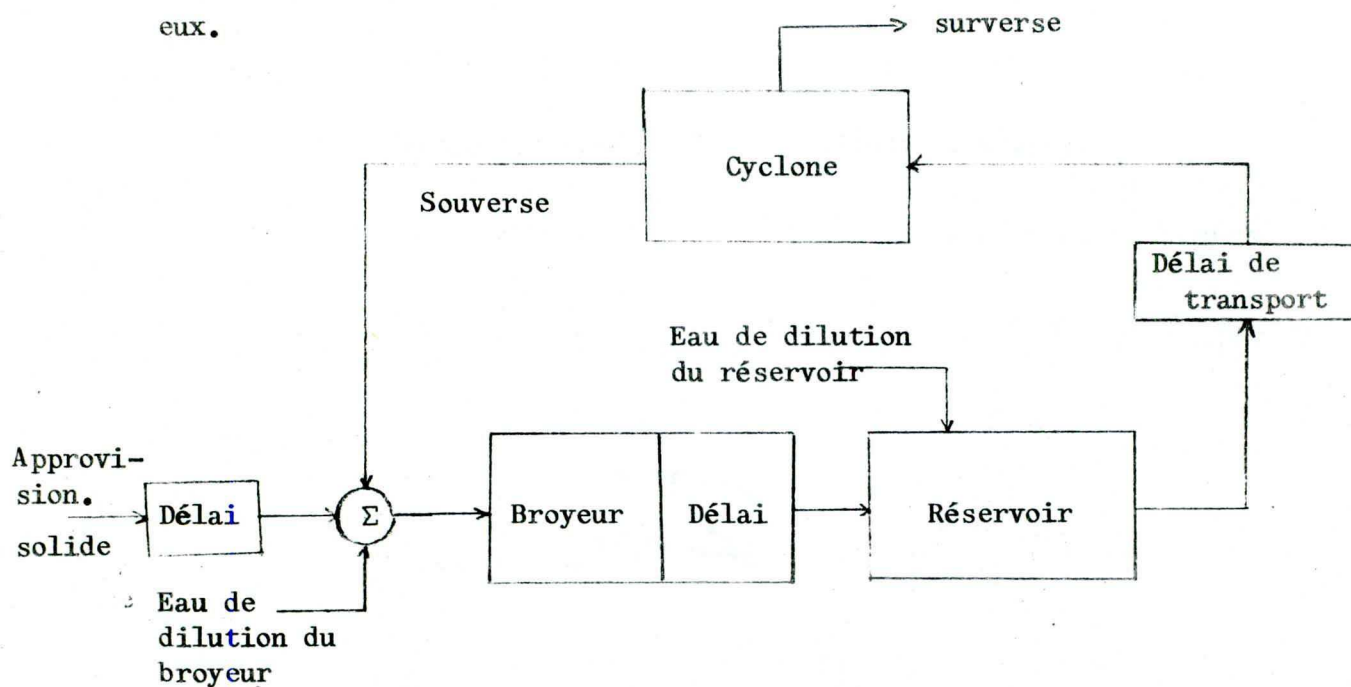 eux.
surverse
Cyclone
Souverse
Délai de
transport
Eau de dilution
du réservoir
Approvi-
sion.
solide
Délai
Σ
Broyeur
Délai
Réservoir
Eau de
dilution du
broyeur